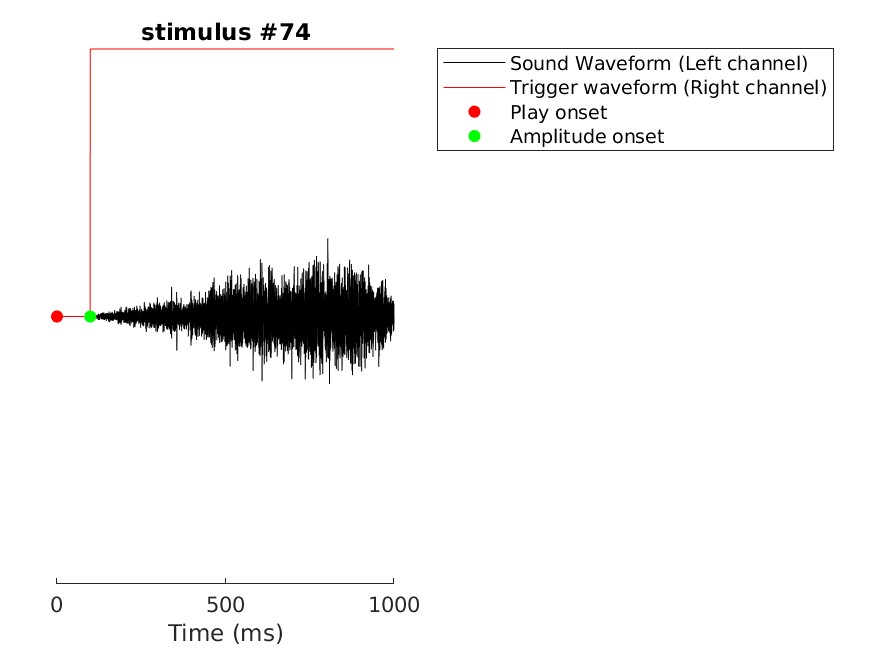 stimulus #74
Sound Waveform (Left channel)
Trigger waveform (Right channel)
Play onset
Amplitude onset
0 500 1000
Time (ms)